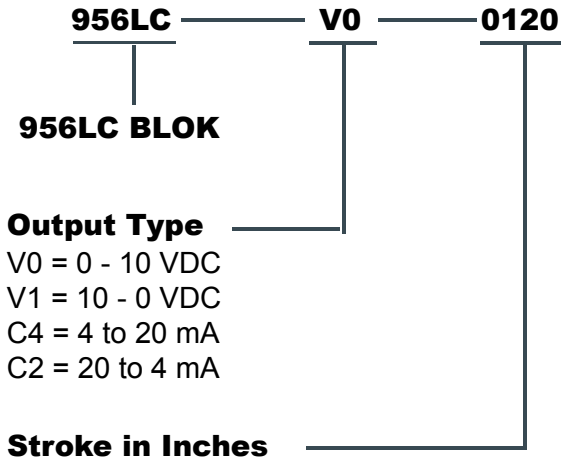 956LC V0 0120
956LC BLOK
Output Type
V0 = 0 - 10 VDC
V1 = 10 - 0 VDC
C4 = 4 to 20 mA
C2 = 20 to 4 mA
Stroke in Inches